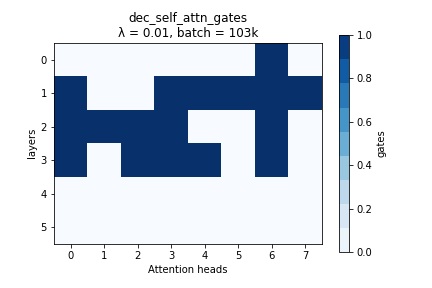 dec_self_attn_gates
λ = 0.01, batch = 103k
0
1
2
3
4
5
layers
0 1 2 3 4 5 6 7
Attention heads
1.0
0.8
0.6
0.4
0.2
0.0
gates